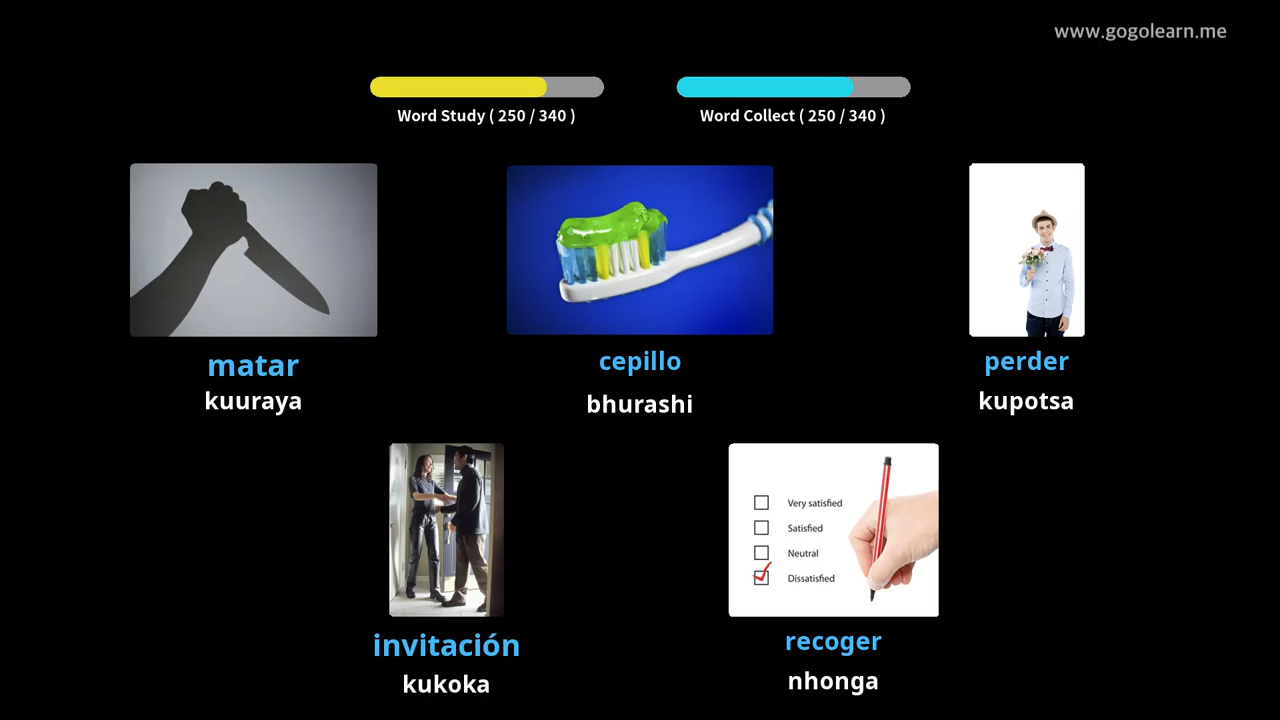 www.gogolearn.me
Word Study ( 250 / 340 )
Word Collect ( 250 / 340 )
matar
kuuraya
cepillo
bhurashi
perder
kupotsa
invitación
kukoka
Very satisfied
Satisfied
Neutral
Dissatisfied
recoger
nhonga